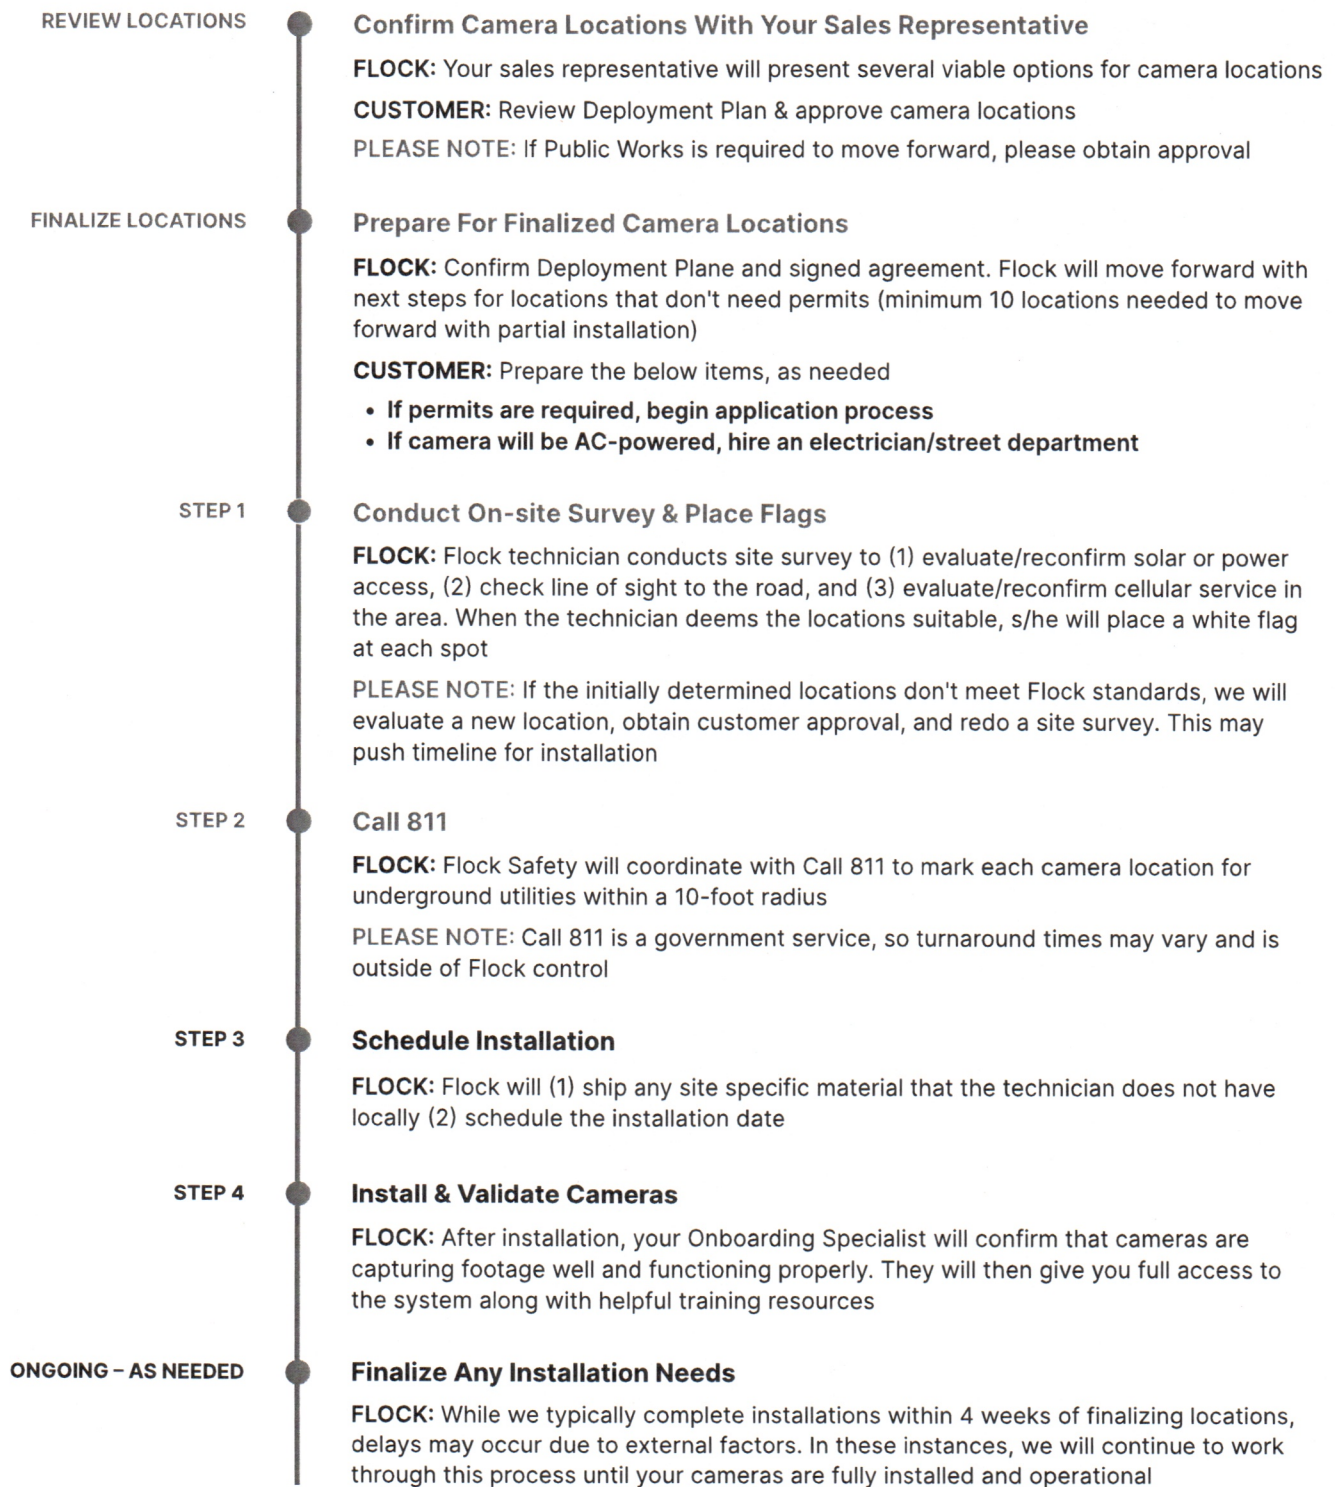 REVIEW LOCATIONS
Confirm Camera Locations With Your Sales Representative
FLOCK: Your sales representative will present several viable options for camera locations
CUSTOMER: Review Deployment Plan & approve camera locations
PLEASE NOTE: If Public Works is required to move forward, please obtain approval
FINALIZE LOCATIONS
Prepare For Finalized Camera Locations
FLOCK: Confirm Deployment Plane and signed agreement. Flock will move forward with
next steps for locations that don't need permits (minimum 10 locations needed to move
forward with partial installation)
CUSTOMER: Prepare the below items, as needed
• If permits are required, begin application process
• If camera will be AC-powered, hire an electrician/street department
STEP 1
Conduct On-site Survey & Place Flags
FLOCK: Flock technician conducts site survey to (1) evaluate/reconfirm solar or power
access, (2) check line of sight to the road, and (3) evaluate/reconfirm cellular service in
the area. When the technician deems the locations suitable, s/he will place a white flag
at each spot
PLEASE NOTE: If the initially determined locations don't meet Flock standards, we will
evaluate a new location, obtain customer approval, and redo a site survey. This may
push timeline for installation
STEP 2
Call 811
FLOCK: Flock Safety will coordinate with Call 811 to mark each camera location for
underground utilities within a 10-foot radius
PLEASE NOTE: Call 811 is a government service, so turnaround times may vary and is
outside of Flock control
STEP 3
Schedule Installation
FLOCK: Flock will (1) ship any site specific material that the technician does not have
locally (2) schedule the installation date
STEP 4
Install & Validate Cameras
FLOCK: After installation, your Onboarding Specialist will confirm that cameras are
capturing footage well and functioning properly. They will then give you full access to
the system along with helpful training resources
ONGOING – AS NEEDED
Finalize Any Installation Needs
FLOCK: While we typically complete installations within 4 weeks of finalizing locations,
delays may occur due to external factors. In these instances, we will continue to work
through this process until your cameras are fully installed and operational